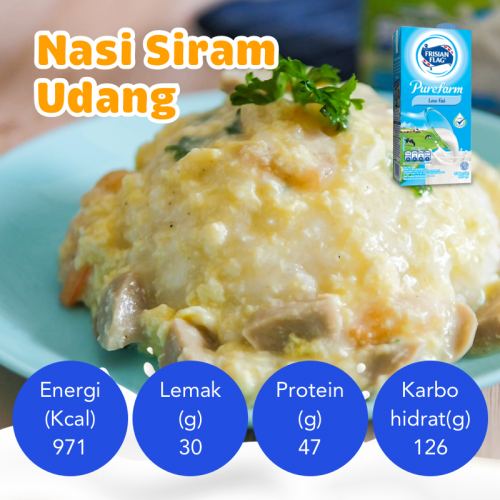 Nasi Siram
Udang
FRISIAN
FLAG
Purefarm
Low Fat
Energi
(Kcal)
971
Lemak
(g)
30
Protein
(g)
47
Karbo
hidrat(g)
126